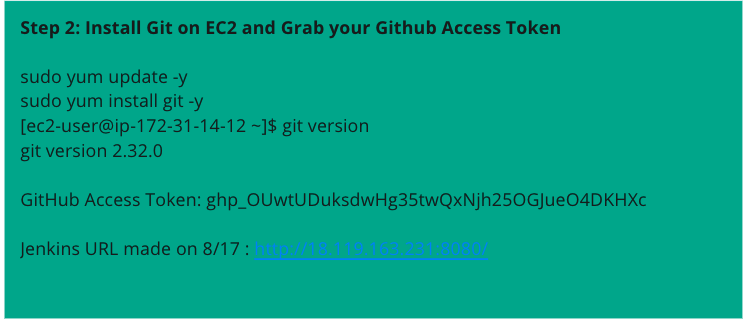 Step 2: Install Git on EC2 and Grab your Github Access Token
sudo yum update -y
sudo yum install git -y
[ec2-user@ip-172-31-14-12 ~]$ git version
git version 2.32.0
GitHub Access Token: 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
Jenkins URL made on 8/17 : http://18.119.163.231:8080/